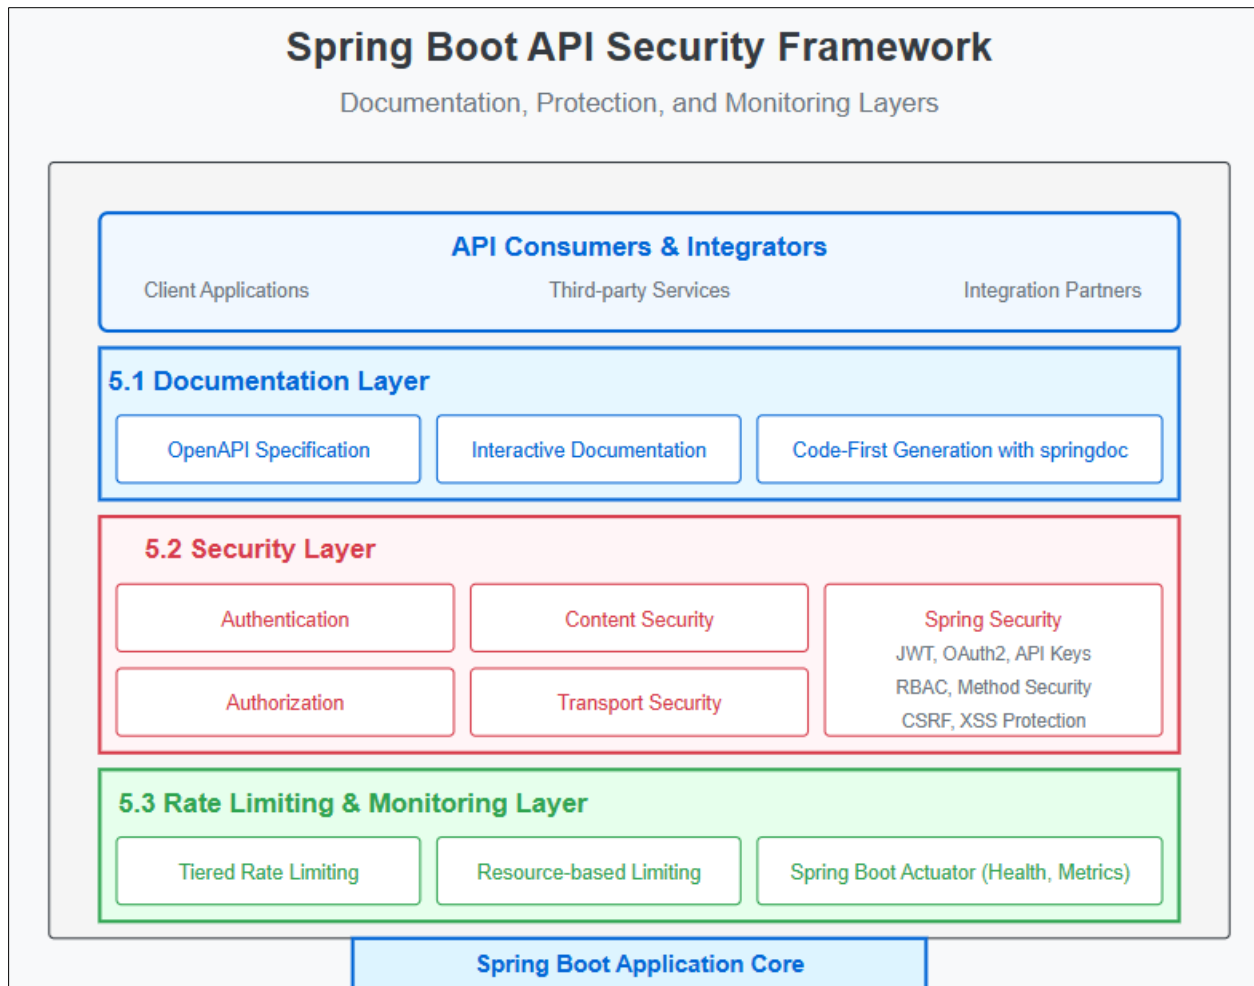 Spring Boot API Security Framework
Documentation, Protection, and Monitoring Layers
API Consumers & Integrators
Client Applications
Third-party Services
Integration Partners
5.1 Documentation Layer
OpenAPI Specification
Interactive Documentation
Code-First Generation with springdoc
5.2 Security Layer
Authentication
Content Security
Authorization
Transport Security
Spring Security
JWT, OAuth2, API Keys
RBAC, Method Security
CSRF, XSS Protection
5.3 Rate Limiting & Monitoring Layer
Tiered Rate Limiting
Resource-based Limiting
Spring Boot Actuator (Health, Metrics)
Spring Boot Application Core